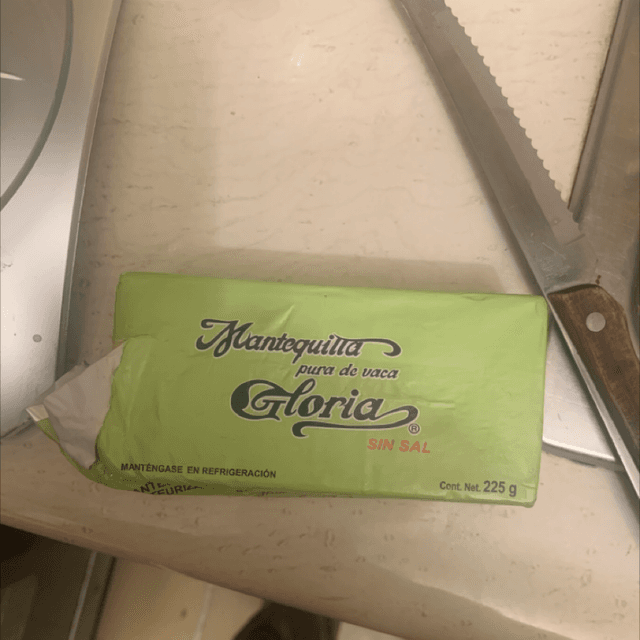 Mantequilla
pura de vaca
Gloria®
SIN SAL
MANTÉNGASE EN REFRIGERACIÓN
Cont. Net. 225 g